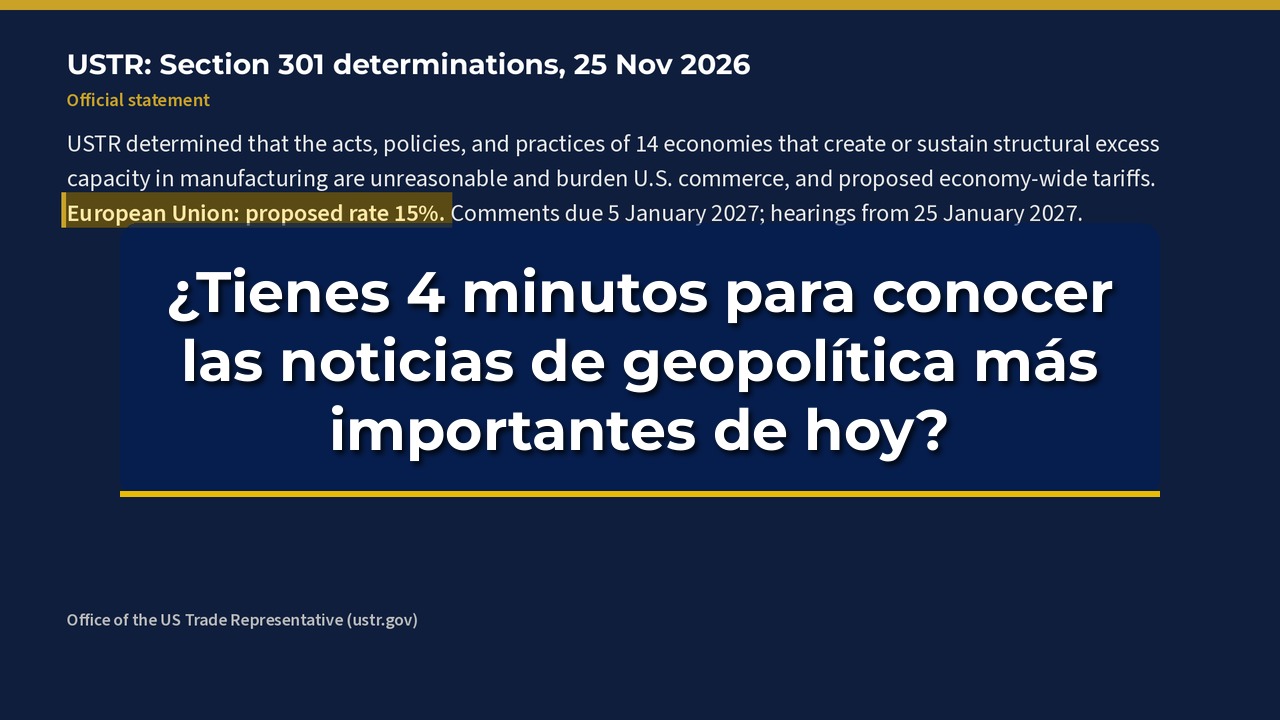 USTR: Section 301 determinations, 25 Nov 2026
Official statement
USTR determined that the acts, policies, and practices of 14 economies that create or sustain structural excess
capacity in manufacturing are unreasonable and burden U.S. commerce, and proposed economy-wide tariffs.
European Union: proposed rate 15%. Comments due 5 January 2027; hearings from 25 January 2027.
¿Tienes 4 minutos para conocer
las noticias de geopolítica más
importantes de hoy?
Office of the US Trade Representative (ustr.gov)